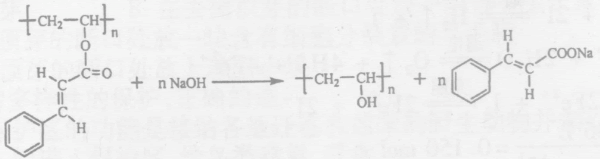 [CH₂—CH]n
O
H C O
C
C H
+ n NaOH → [CH₂—CH]n
OH
+ n H COONa
C=C
H